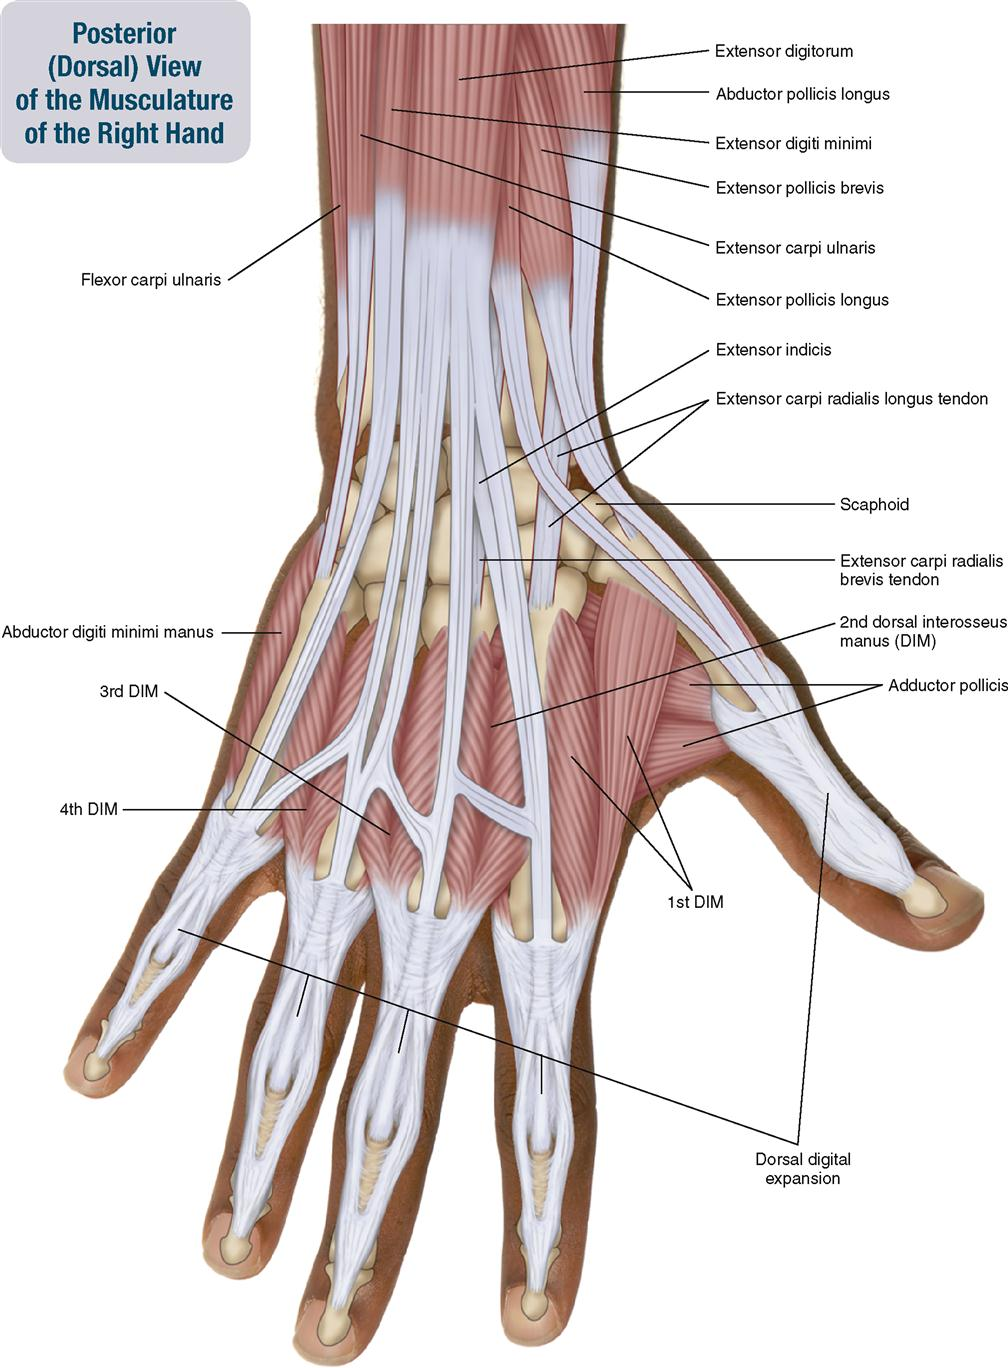 Posterior
(Dorsal) View
of the Musculature
of the Right Hand
Extensor digitorum
Abductor pollicis longus
Extensor digiti minimi
Extensor pollicis brevis
Extensor carpi ulnaris
Flexor carpi ulnaris
Extensor pollicis longus
Extensor indicis
Extensor carpi radialis longus tendon
Scaphoid
Extensor carpi radialis
brevis tendon
Abductor digiti minimi manus
2nd dorsal interosseus
manus (DIM)
3rd DIM
Adductor pollicis
4th DIM
1st DIM
Dorsal digital
expansion